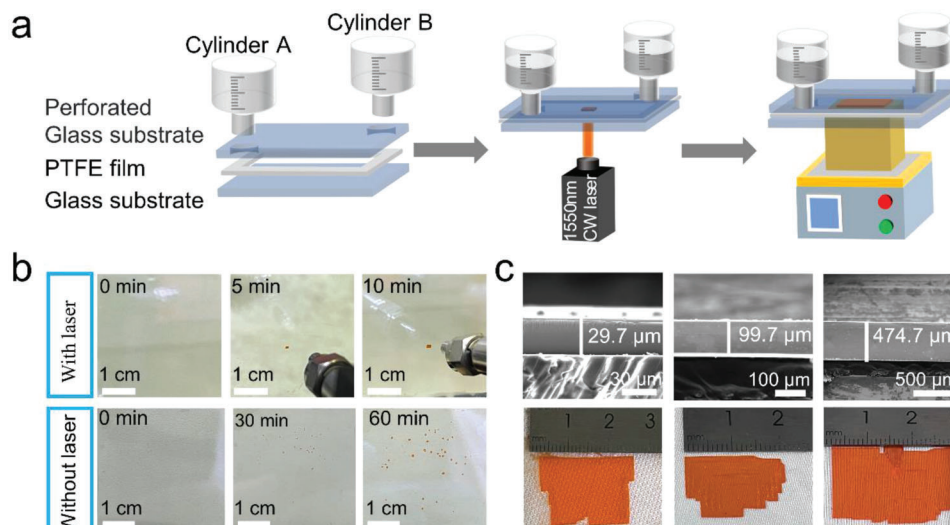 a
Cylinder A
Cylinder B
Perforated
Glass substrate
PTFE film
Glass substrate
1550nm
CW laser
b
With laser
0 min
1 cm
5 min
1 cm
10 min
1 cm
Without laser
0 min
1 cm
30 min
1 cm
60 min
1 cm
c
29.7 µm
30 µm
99.7 µm
100 µm
474.7 µm
500 µm
mm 1 2 3
mm 1 2
mm 1 2